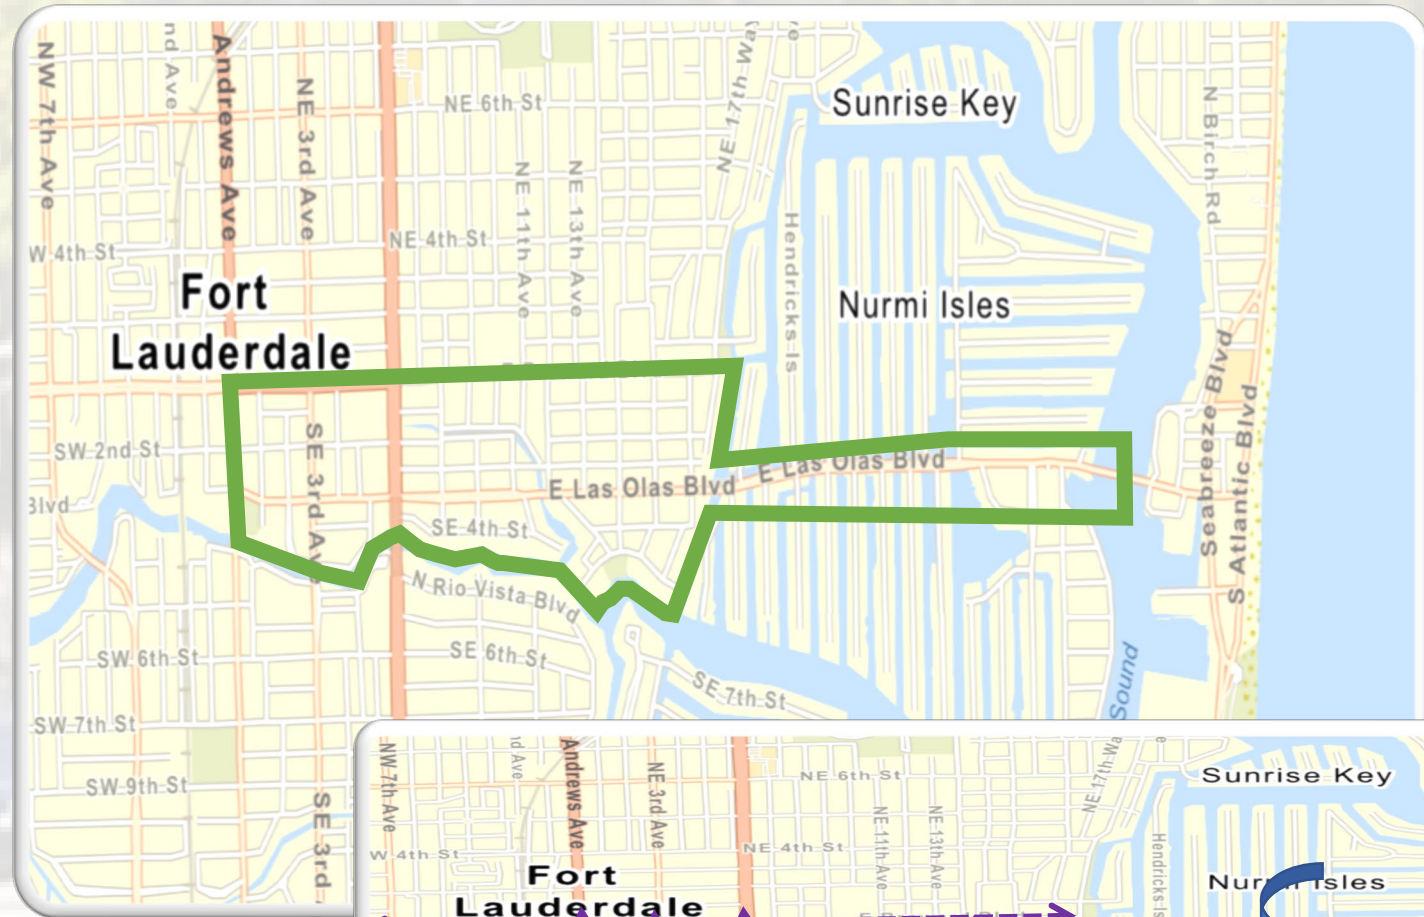 NW 7th Ave
nd Ave
Andrews Ave
NE 3rd Ave
NE 6th St
NE 17th Wa
ve
Sunrise Key
N Birch Rd
NE 11th Ave
NE 13th Ave
Hendricks Is
W 4th St
NE 4th St
Fort
Lauderdale
Nurmi Isles
SW 2nd St
SE 3rd Ave
E Las Olas Blvd
E Las Olas Blvd
Seabreeze Blvd
S Atlantic Blvd
Blvd
SE 4th St
N Rio Vista Blvd
SW 6th St
SE 6th St
SE 7th St
Sound
SW 7th St
SW 9th St
SE 3rd
NW 7th Ave
nd Ave
Andrews Ave
NE 3rd Ave
NE 6th St
NE 17th Wa
e
Sunrise Key
NE 11th Ave
NE 13th Ave
Hendricks Is
W 4th St
NE 4th St
Fort
Lauderdale
Nurmi Isles